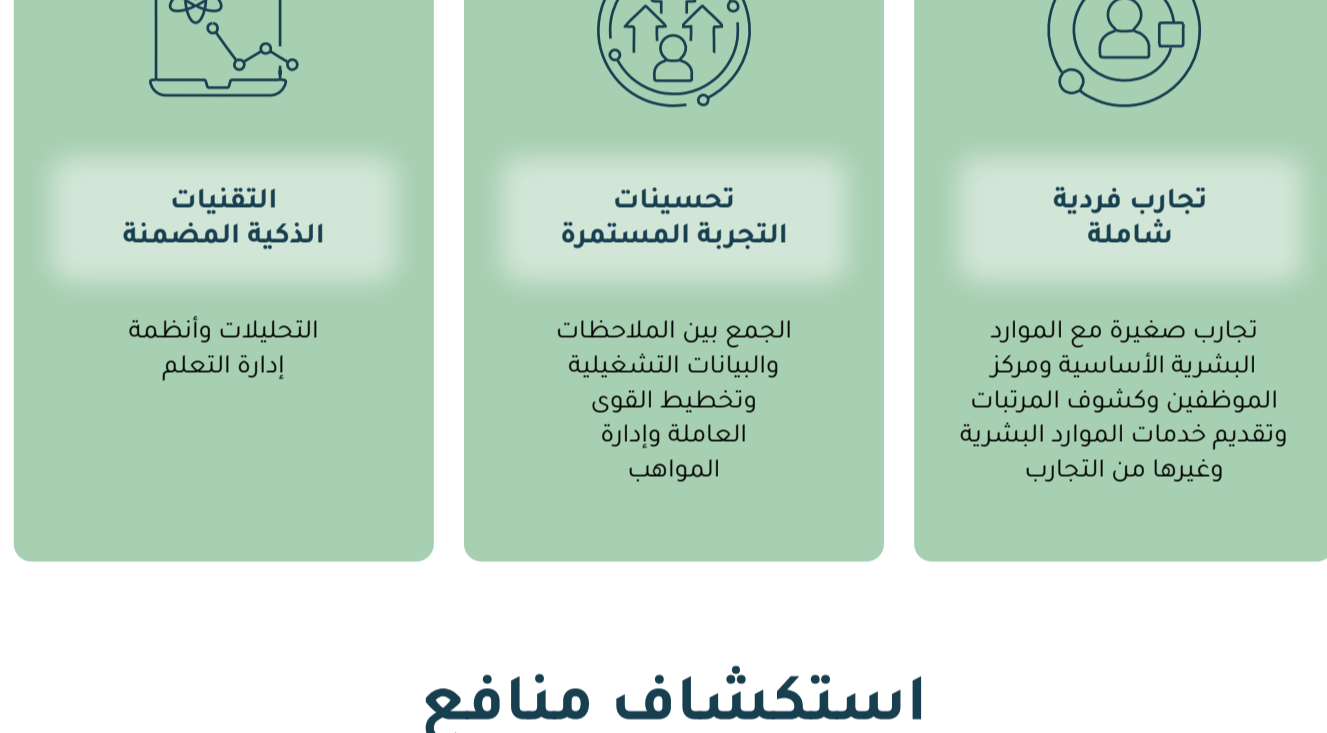 تجارب فردية
شاملة
تجارب صغيرة مع الموارد
البشرية الأساسية ومركز
الموظفين وكشوف المرتبات
وتقديم خدمات الموارد البشرية
وغيرها من التجارب
تحسينات
التجربة المستمرة
الجمع بين الملاحظات
والبيانات التشغيلية
وتخطيط القوى
العاملة وإدارة
المواهب
التقنيات
الذكية المضمنة
التحليلات وأنظمة
إدارة التعلم
استكشاف منافع